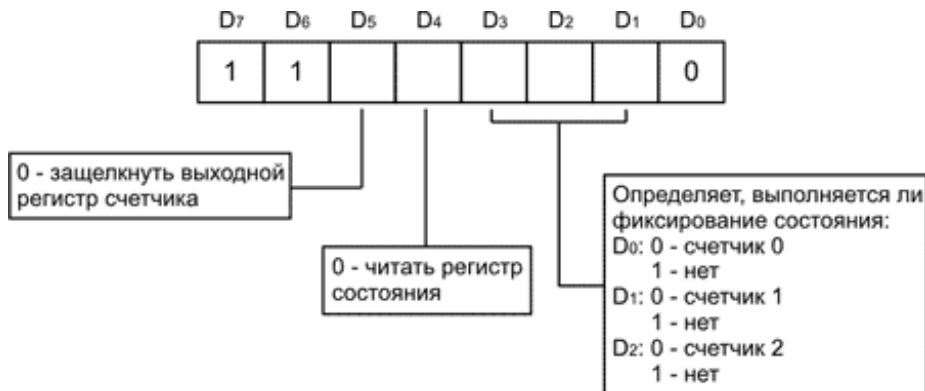 D7 D6 D5 D4 D3 D2 D1 D0
1 1 0
0 - защелкнуть выходной
регистр счетчика
0 - читать регистр
состояния
Определяет, выполняется ли
фиксирование состояния:
D0: 0 - счетчик 0
1 - нет
D1: 0 - счетчик 1
1 - нет
D2: 0 - счетчик 2
1 - нет